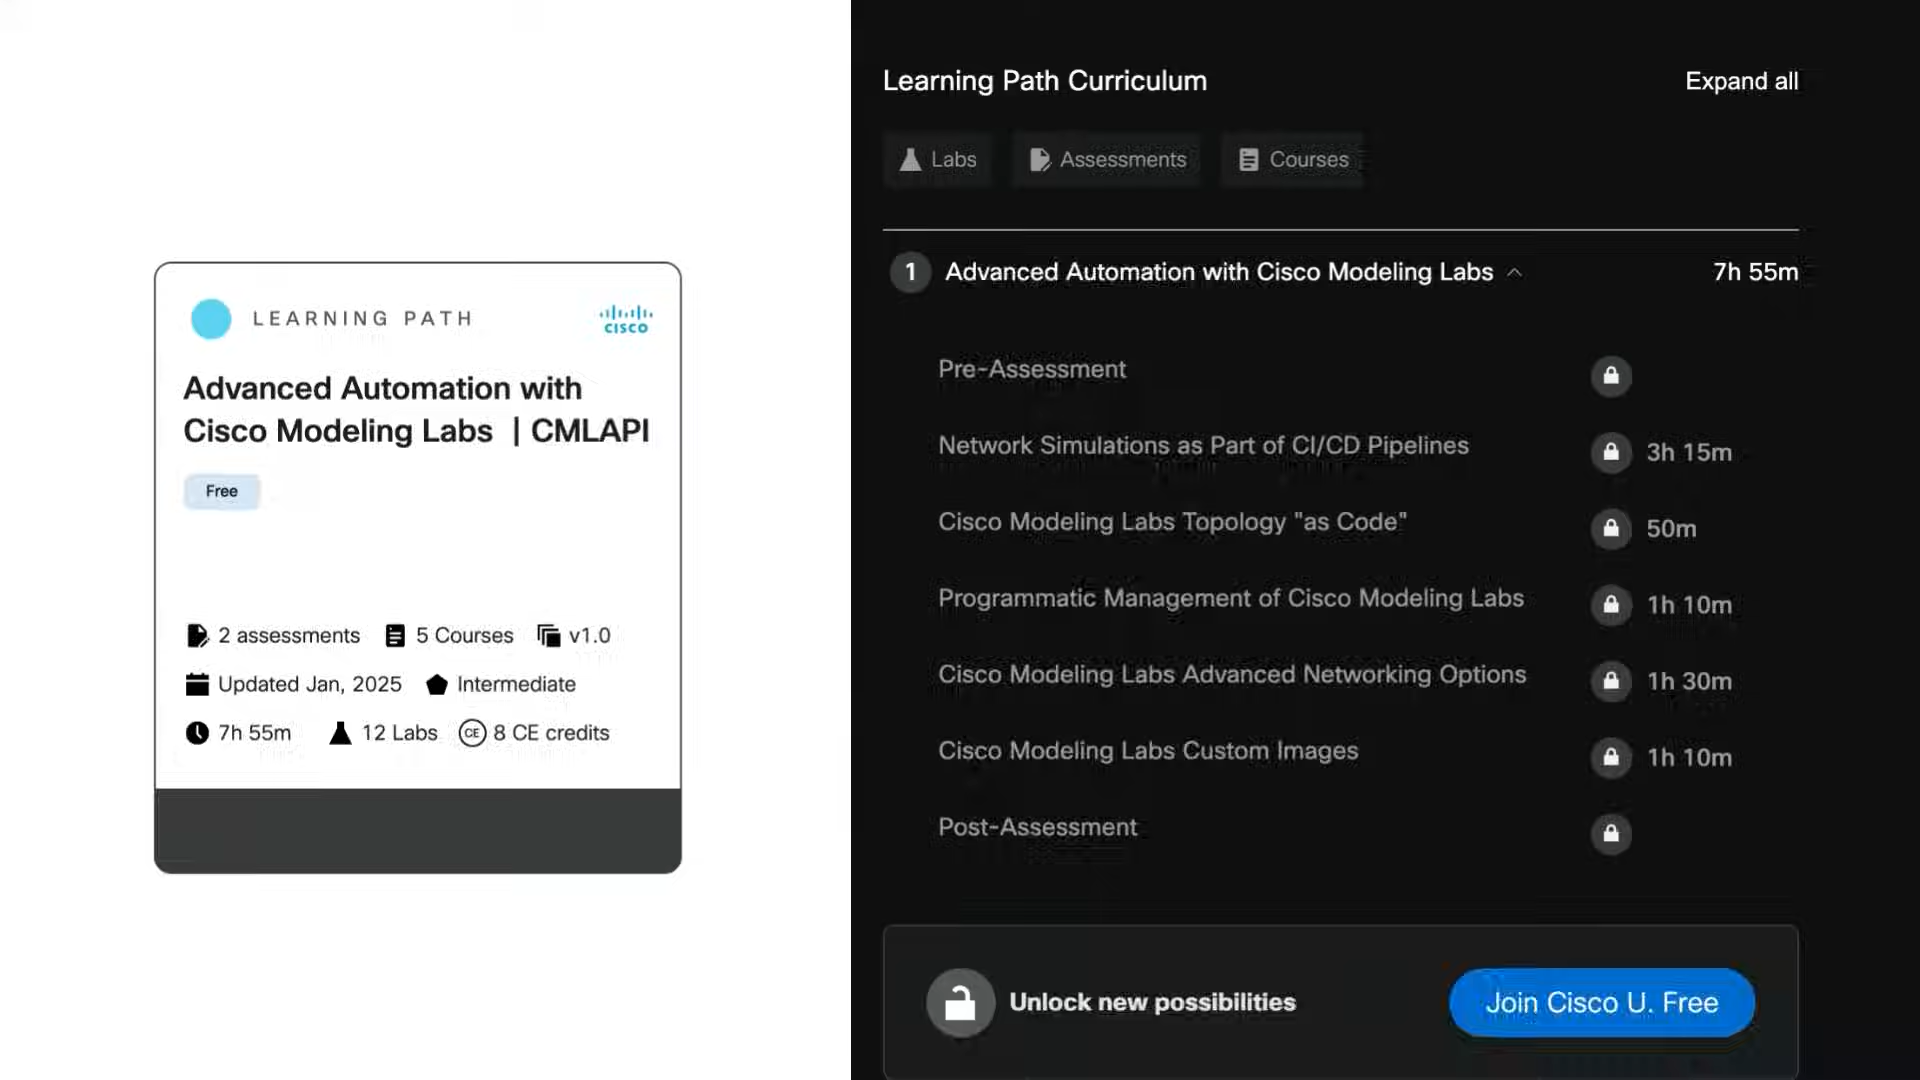 LEARNING PATH
CISCO
Advanced Automation with
Cisco Modeling Labs | CMLAPI
Free
2 assessments 5 Courses v1.0
Updated Jan, 2025 Intermediate
7h 55m 12 Labs CE 8 CE credits
Learning Path Curriculum Expand all
Labs Assessments Courses
1 Advanced Automation with Cisco Modeling Labs 7h 55m
Pre-Assessment
Network Simulations as Part of CI/CD Pipelines 3h 15m
Cisco Modeling Labs Topology "as Code" 50m
Programmatic Management of Cisco Modeling Labs 1h 10m
Cisco Modeling Labs Advanced Networking Options 1h 30m
Cisco Modeling Labs Custom Images 1h 10m
Post-Assessment
Unlock new possibilities Join Cisco U. Free